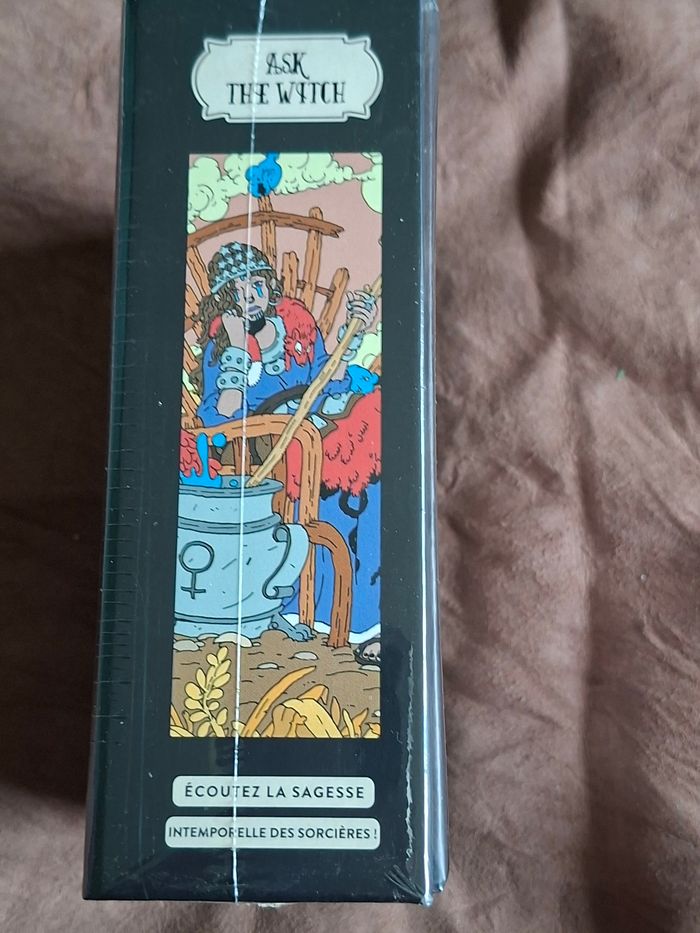 ASK
THE WITCH
ÉCOUTEZ LA SAGESSE
INTEMPORELLE DES SORCIÈRES !